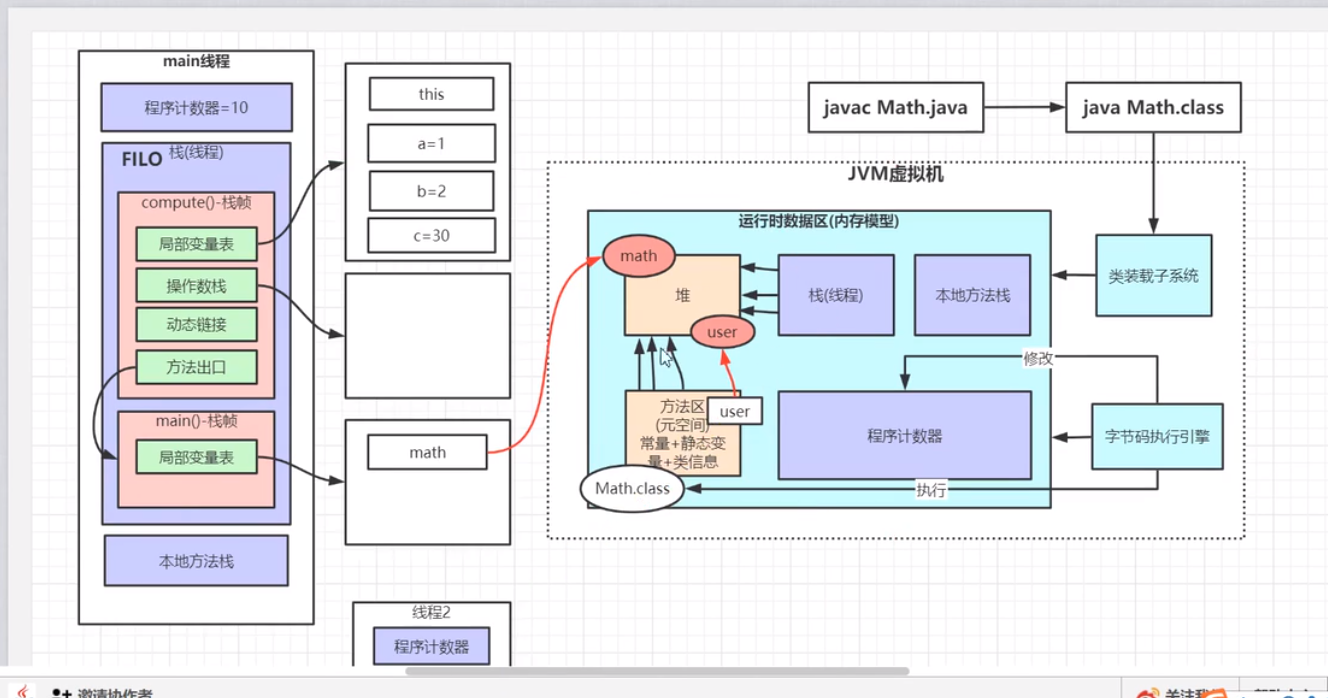 main线程
程序计数器=10
FILO
栈(线程)
compute()-栈帧
局部变量表
操作数栈
动态链接
方法出口
main()-栈帧
局部变量表
本地方法栈
this
a=1
b=2
c=30
math
线程2
程序计数器
javac Math.java
java Math.class
JVM虚拟机
运行时数据区(内存模型)
math
堆
user
栈(线程)
本地方法栈
类装载子系统
修改
方法区
(元空间)
常量+静态变
量+类信息
user
程序计数器
字节码执行引擎
Math.class
执行
邀请协作者